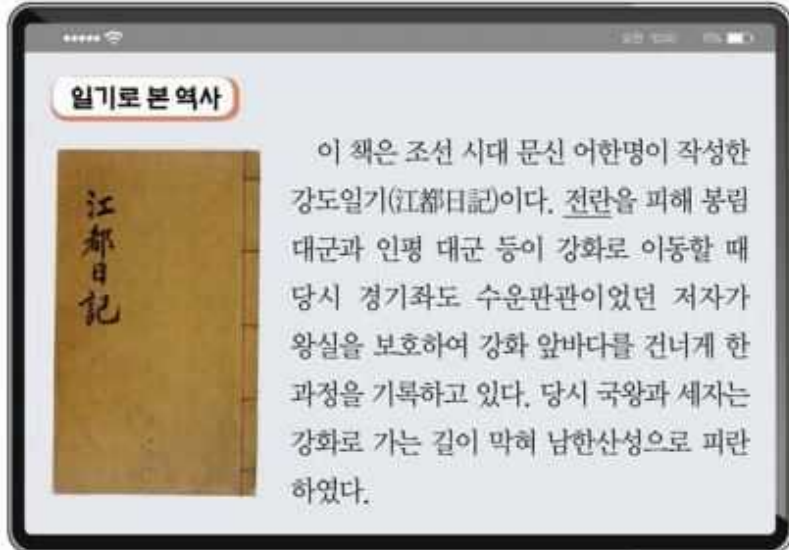 일기로 본 역사
江都日記
이 책은 조선 시대 문신 어한명이 작성한
강도일기(江都日記)이다. 전란을 피해 봉림
대군과 인평 대군 등이 강화로 이동할 때
당시 경기좌도 수운판관이었던 저자가
왕실을 보호하여 강화 앞바다를 건너게 한
과정을 기록하고 있다. 당시 국왕과 세자는
강화로 가는 길이 막혀 남한산성으로 피란
하였다.